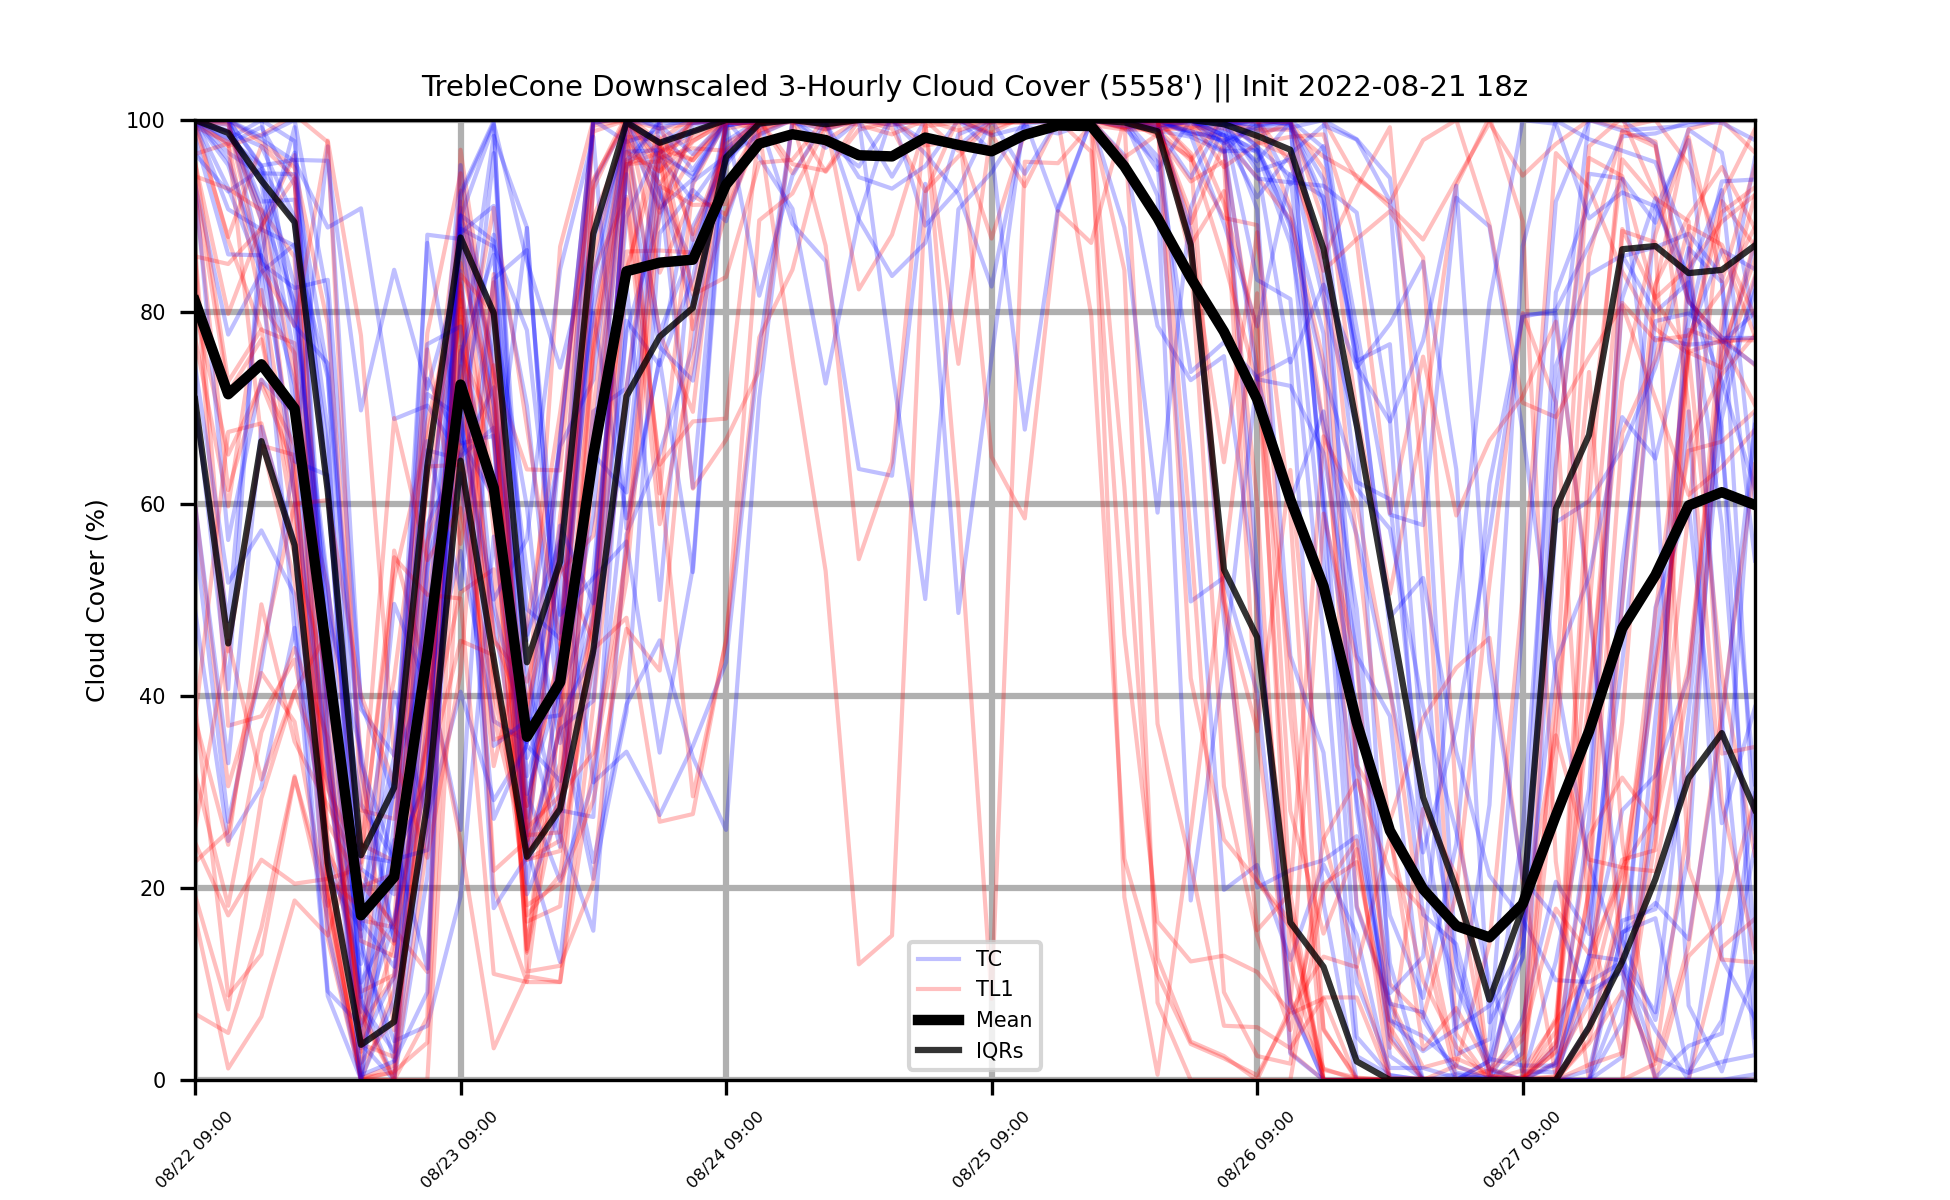 TrebleCone Downscaled 3-Hourly Cloud Cover (5558') || Init 2022-08-21 18z
Cloud Cover (%)
100
80
60
40
20
0
TC
TL1
Mean
IQRs
08/22 09:00
08/23 09:00
08/24 09:00
08/25 09:00
08/26 09:00
08/27 09:00